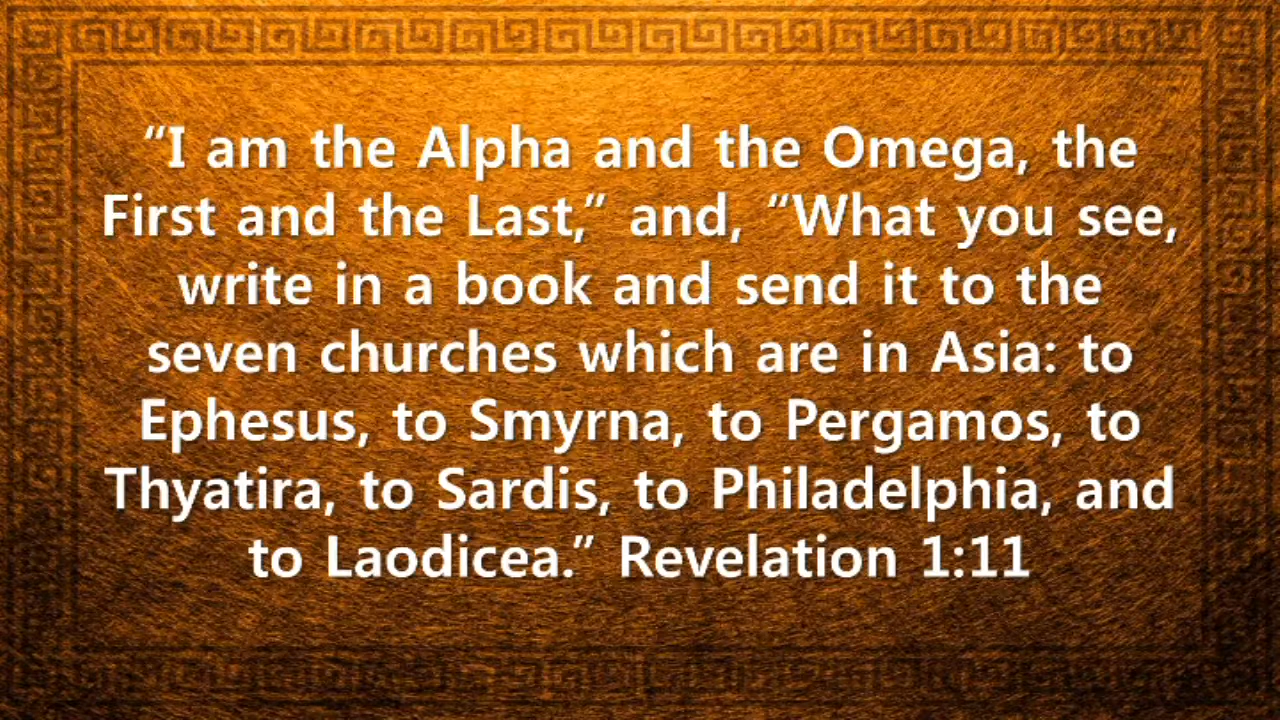 “I am the Alpha and the Omega, the
First and the Last,” and, “What you see,
write in a book and send it to the
seven churches which are in Asia: to
Ephesus, to Smyrna, to Pergamos, to
Thyatira, to Sardis, to Philadelphia, and
to Laodicea.” Revelation 1:11